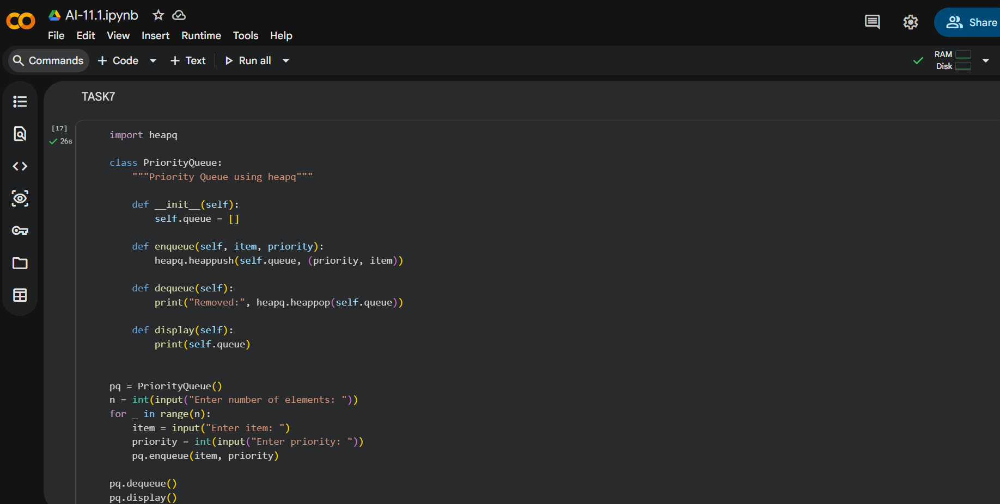 AI-11.1.ipynb
File Edit View Insert Runtime Tools Help
Share
Commands + Code + Text Run all
RAM
Disk
TASK7
[17]
26s
import heapq
class PriorityQueue:
    """Priority Queue using heapq"""
    def __init__(self):
        self.queue = []
    def enqueue(self, item, priority):
        heapq.heappush(self.queue, (priority, item))
    def dequeue(self):
        print("Removed:", heapq.heappop(self.queue))
    def display(self):
        print(self.queue)
pq = PriorityQueue()
n = int(input("Enter number of elements: "))
for _ in range(n):
    item = input("Enter item: ")
    priority = int(input("Enter priority: "))
    pq.enqueue(item, priority)
pq.dequeue()
pq.display()